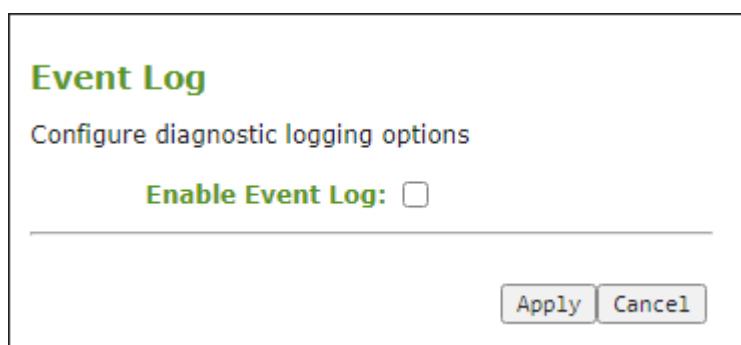 Event Log
Configure diagnostic logging options
Enable Event Log:
Apply Cancel